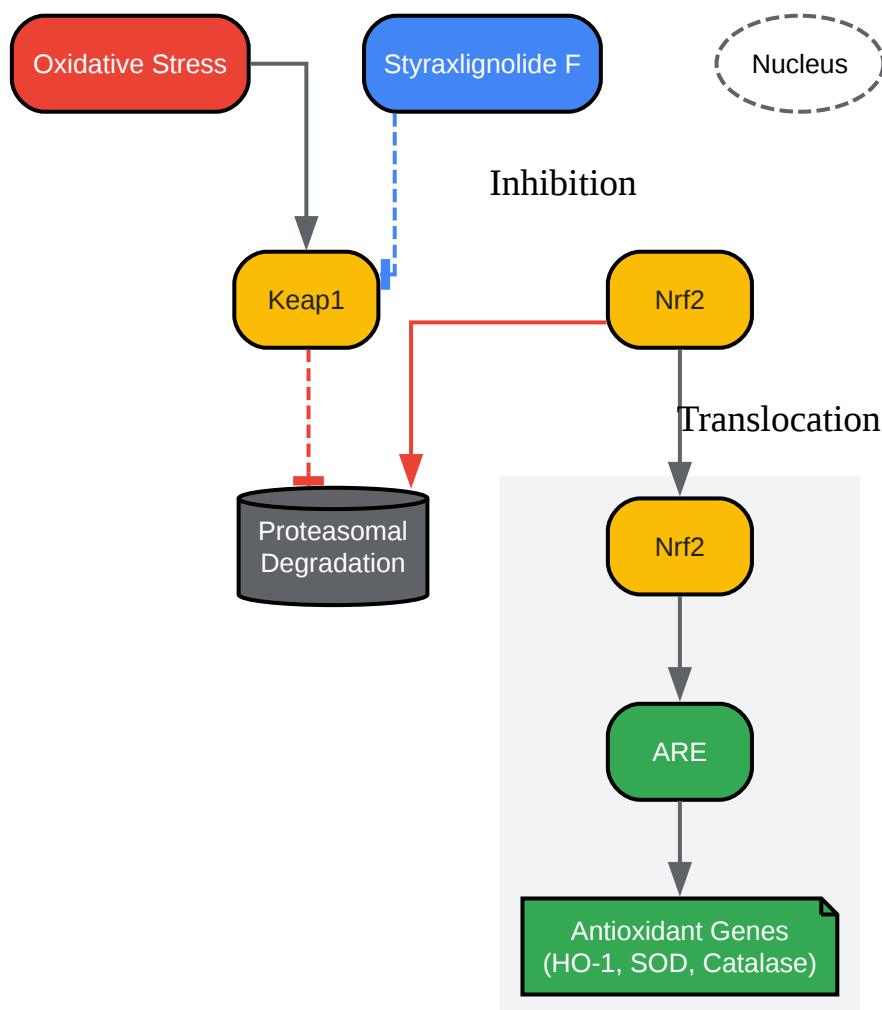 Oxidative Stress
Styraxlignolide F
Nucleus
Inhibition
Keap1
Nrf2
Translocation
Proteasomal
Degradation
Nrf2
ARE
Antioxidant Genes
(HO-1, SOD, Catalase)